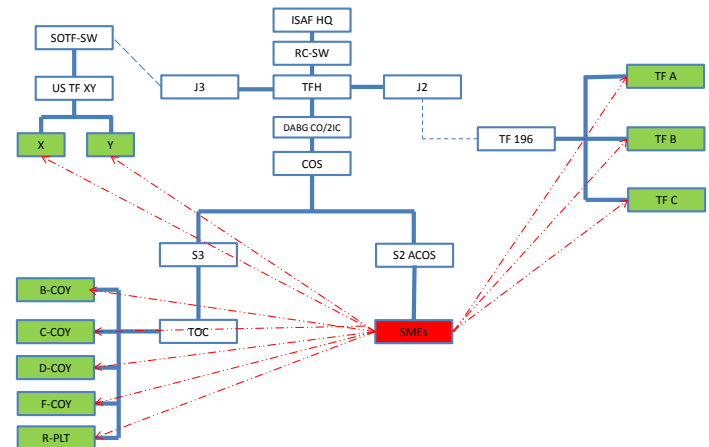 ISAF HQ
SOTF-SW
RC-SW
US TF XY
J3
TFH
J2
TF A
DABG CO/2IC
X
Y
TF 196
TF B
COS
TF C
S3
S2 ACOS
B-COY
C-COY
TOC
SMEs
D-COY
F-COY
R-PLT